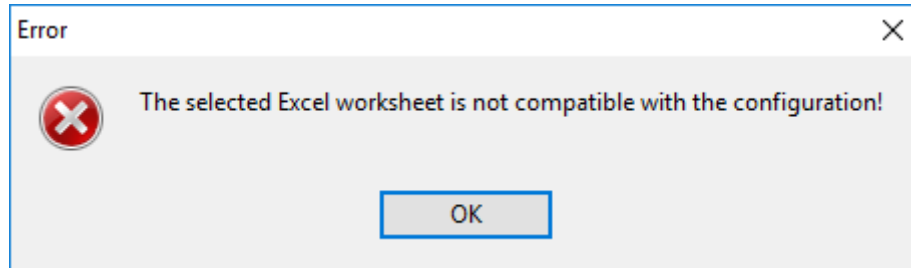 Error
The selected Excel worksheet is not compatible with the configuration!
OK